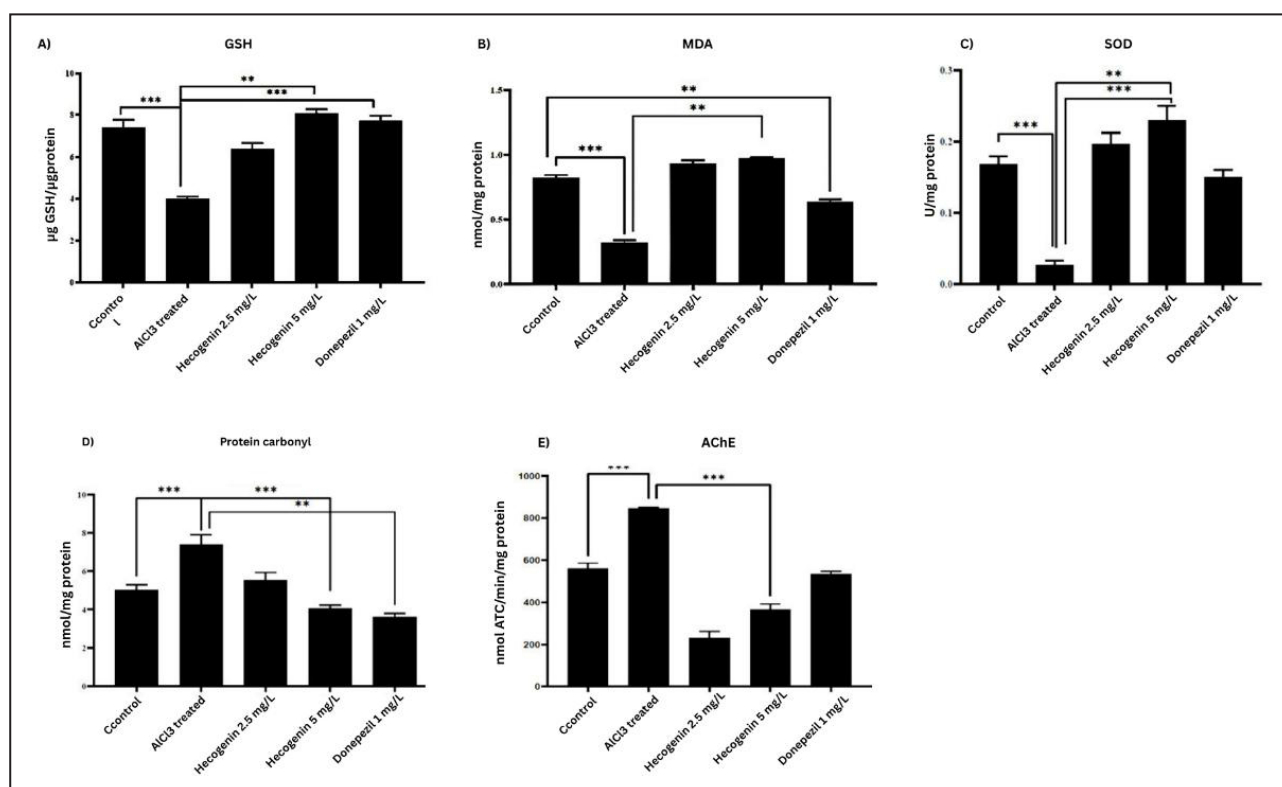 A)
GSH
**
***
***
µg GSH/µgprotein
10
8
6
4
2
0
Ccontro
l
AlCl3 treated
Hecogenin 2.5 mg/L
Hecogenin 5 mg/L
Donepezil 1 mg/L
B)
MDA
**
**
***
nmol/mg protein
1.5
1.0
0.5
0.0
Ccontrol
AlCl3 treated
Hecogenin 2.5 mg/L
Hecogenin 5 mg/L
Donepezil 1 mg/L
C)
SOD
**
***
***
U/mg protein
0.3
0.2
0.1
0.0
Ccontrol
AlCl3 treated
Hecogenin 2.5 mg/L
Hecogenin 5 mg/L
Donepezil 1 mg/L
D)
Protein carbonyl
***
***
**
nmol/mg protein
10
8
6
4
2
0
Ccontrol
AlCl3 treated
Hecogenin 2.5 mg/L
Hecogenin 5 mg/L
Donepezil 1 mg/L
E)
AChE
***
***
nmol ATC/min/mg protein
1000
800
600
400
200
0
Ccontrol
AlCl3 treated
Hecogenin 2.5 mg/L
Hecogenin 5 mg/L
Donepezil 1 mg/L